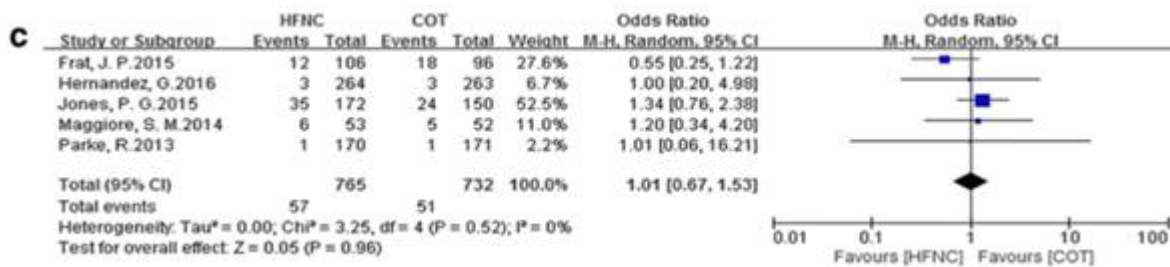 C
HFNC COT Odds Ratio Odds Ratio
Study or Subgroup Events Total Events Total Weight M-H, Random, 95% CI M-H, Random, 95% CI
Frat, J. P.2015 12 106 18 96 27.6% 0.55 [0.25, 1.22]
Hernandez, G.2016 3 264 3 263 6.7% 1.00 [0.20, 4.98]
Jones, P. G.2015 35 172 24 150 52.5% 1.34 [0.76, 2.38]
Maggiore, S. M.2014 6 53 5 52 11.0% 1.20 [0.34, 4.20]
Parke, R.2013 1 170 1 171 2.2% 1.01 [0.06, 16.21]
Total (95% CI) 765 732 100.0% 1.01 [0.67, 1.53]
Total events 57 51
Heterogeneity: Tau² = 0.00; Chi² = 3.25, df = 4 (P = 0.52); I² = 0%
Test for overall effect: Z = 0.05 (P = 0.96)
0.01 0.1 1 10 100
Favours [HFNC] Favours [COT]